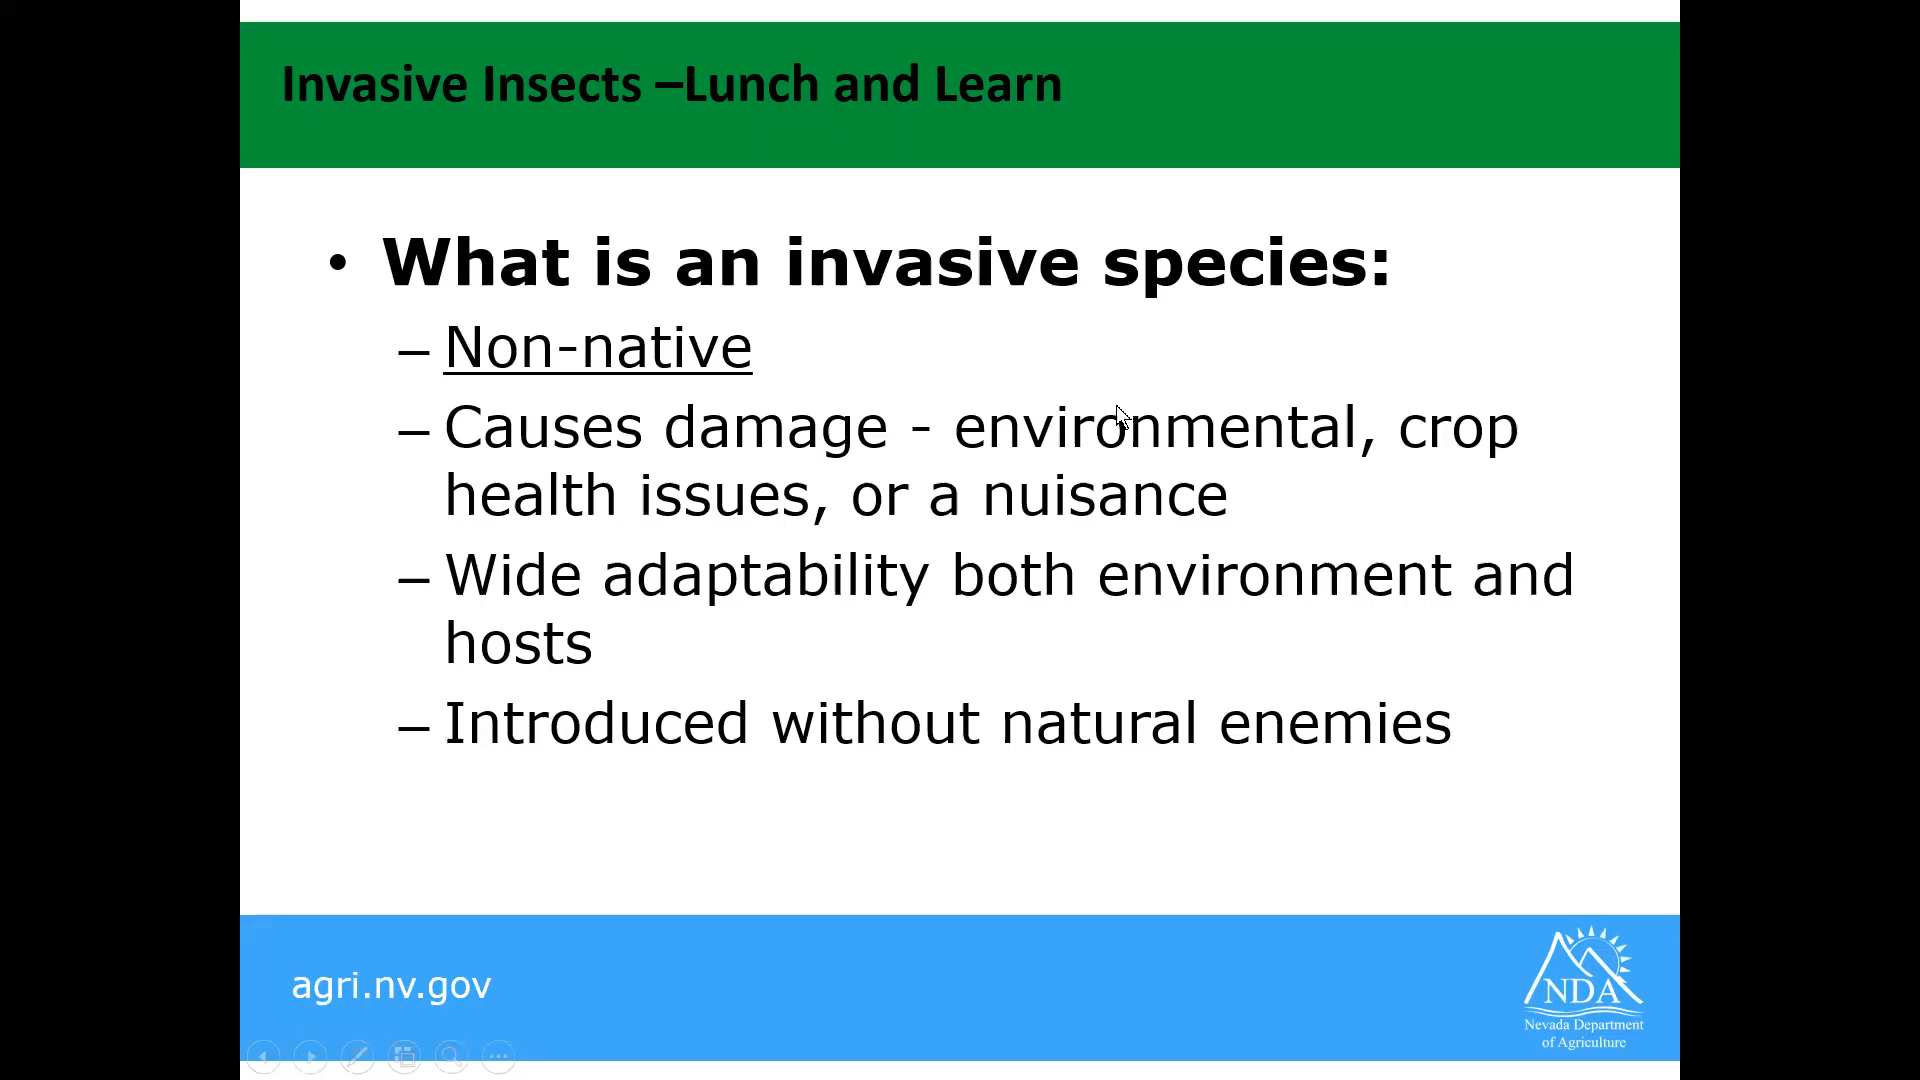 Invasive Insects –Lunch and Learn
• What is an invasive species:
– Non-native
– Causes damage - environmental, crop
health issues, or a nuisance
– Wide adaptability both environment and
hosts
– Introduced without natural enemies
agri.nv.gov
NDA
Nevada Department
of Agriculture